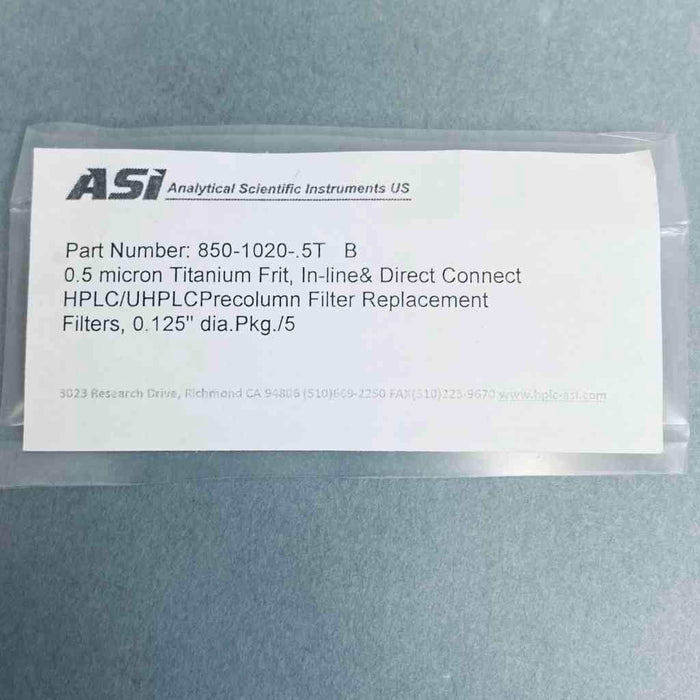 ASi Analytical Scientific Instruments US
Part Number: 850-1020-.5T B
0.5 micron Titanium Frit, In-line& Direct Connect
HPLC/UHPLCPrecolumn Filter Replacement
Filters, 0.125" dia.Pkg./5
3023 Research Drive, Richmond CA 94806 (510)669-2250 FAX(510)223-9670 www.hplc-asi.com